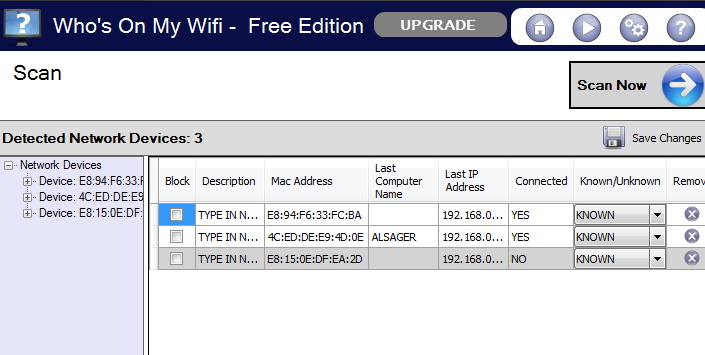 Who's On My Wifi - Free Edition
UPGRADE
Scan
Scan Now
Detected Network Devices: 3
Save Changes
Network Devices
Device: E8:94:F6:33:F
Device: 4C:ED:DE:E9
Device: E8:15:0E:DF:
Block Description Mac Address Last Computer Name Last IP Address Connected Known/Unknown Remov
TYPE IN N... E8:94:F6:33:FC:BA 192.168.0... YES KNOWN
TYPE IN N... 4C:ED:DE:E9:4D:0E ALSAGER 192.168.0... YES KNOWN
TYPE IN N... E8:15:0E:DF:EA:2D 192.168.0... NO KNOWN